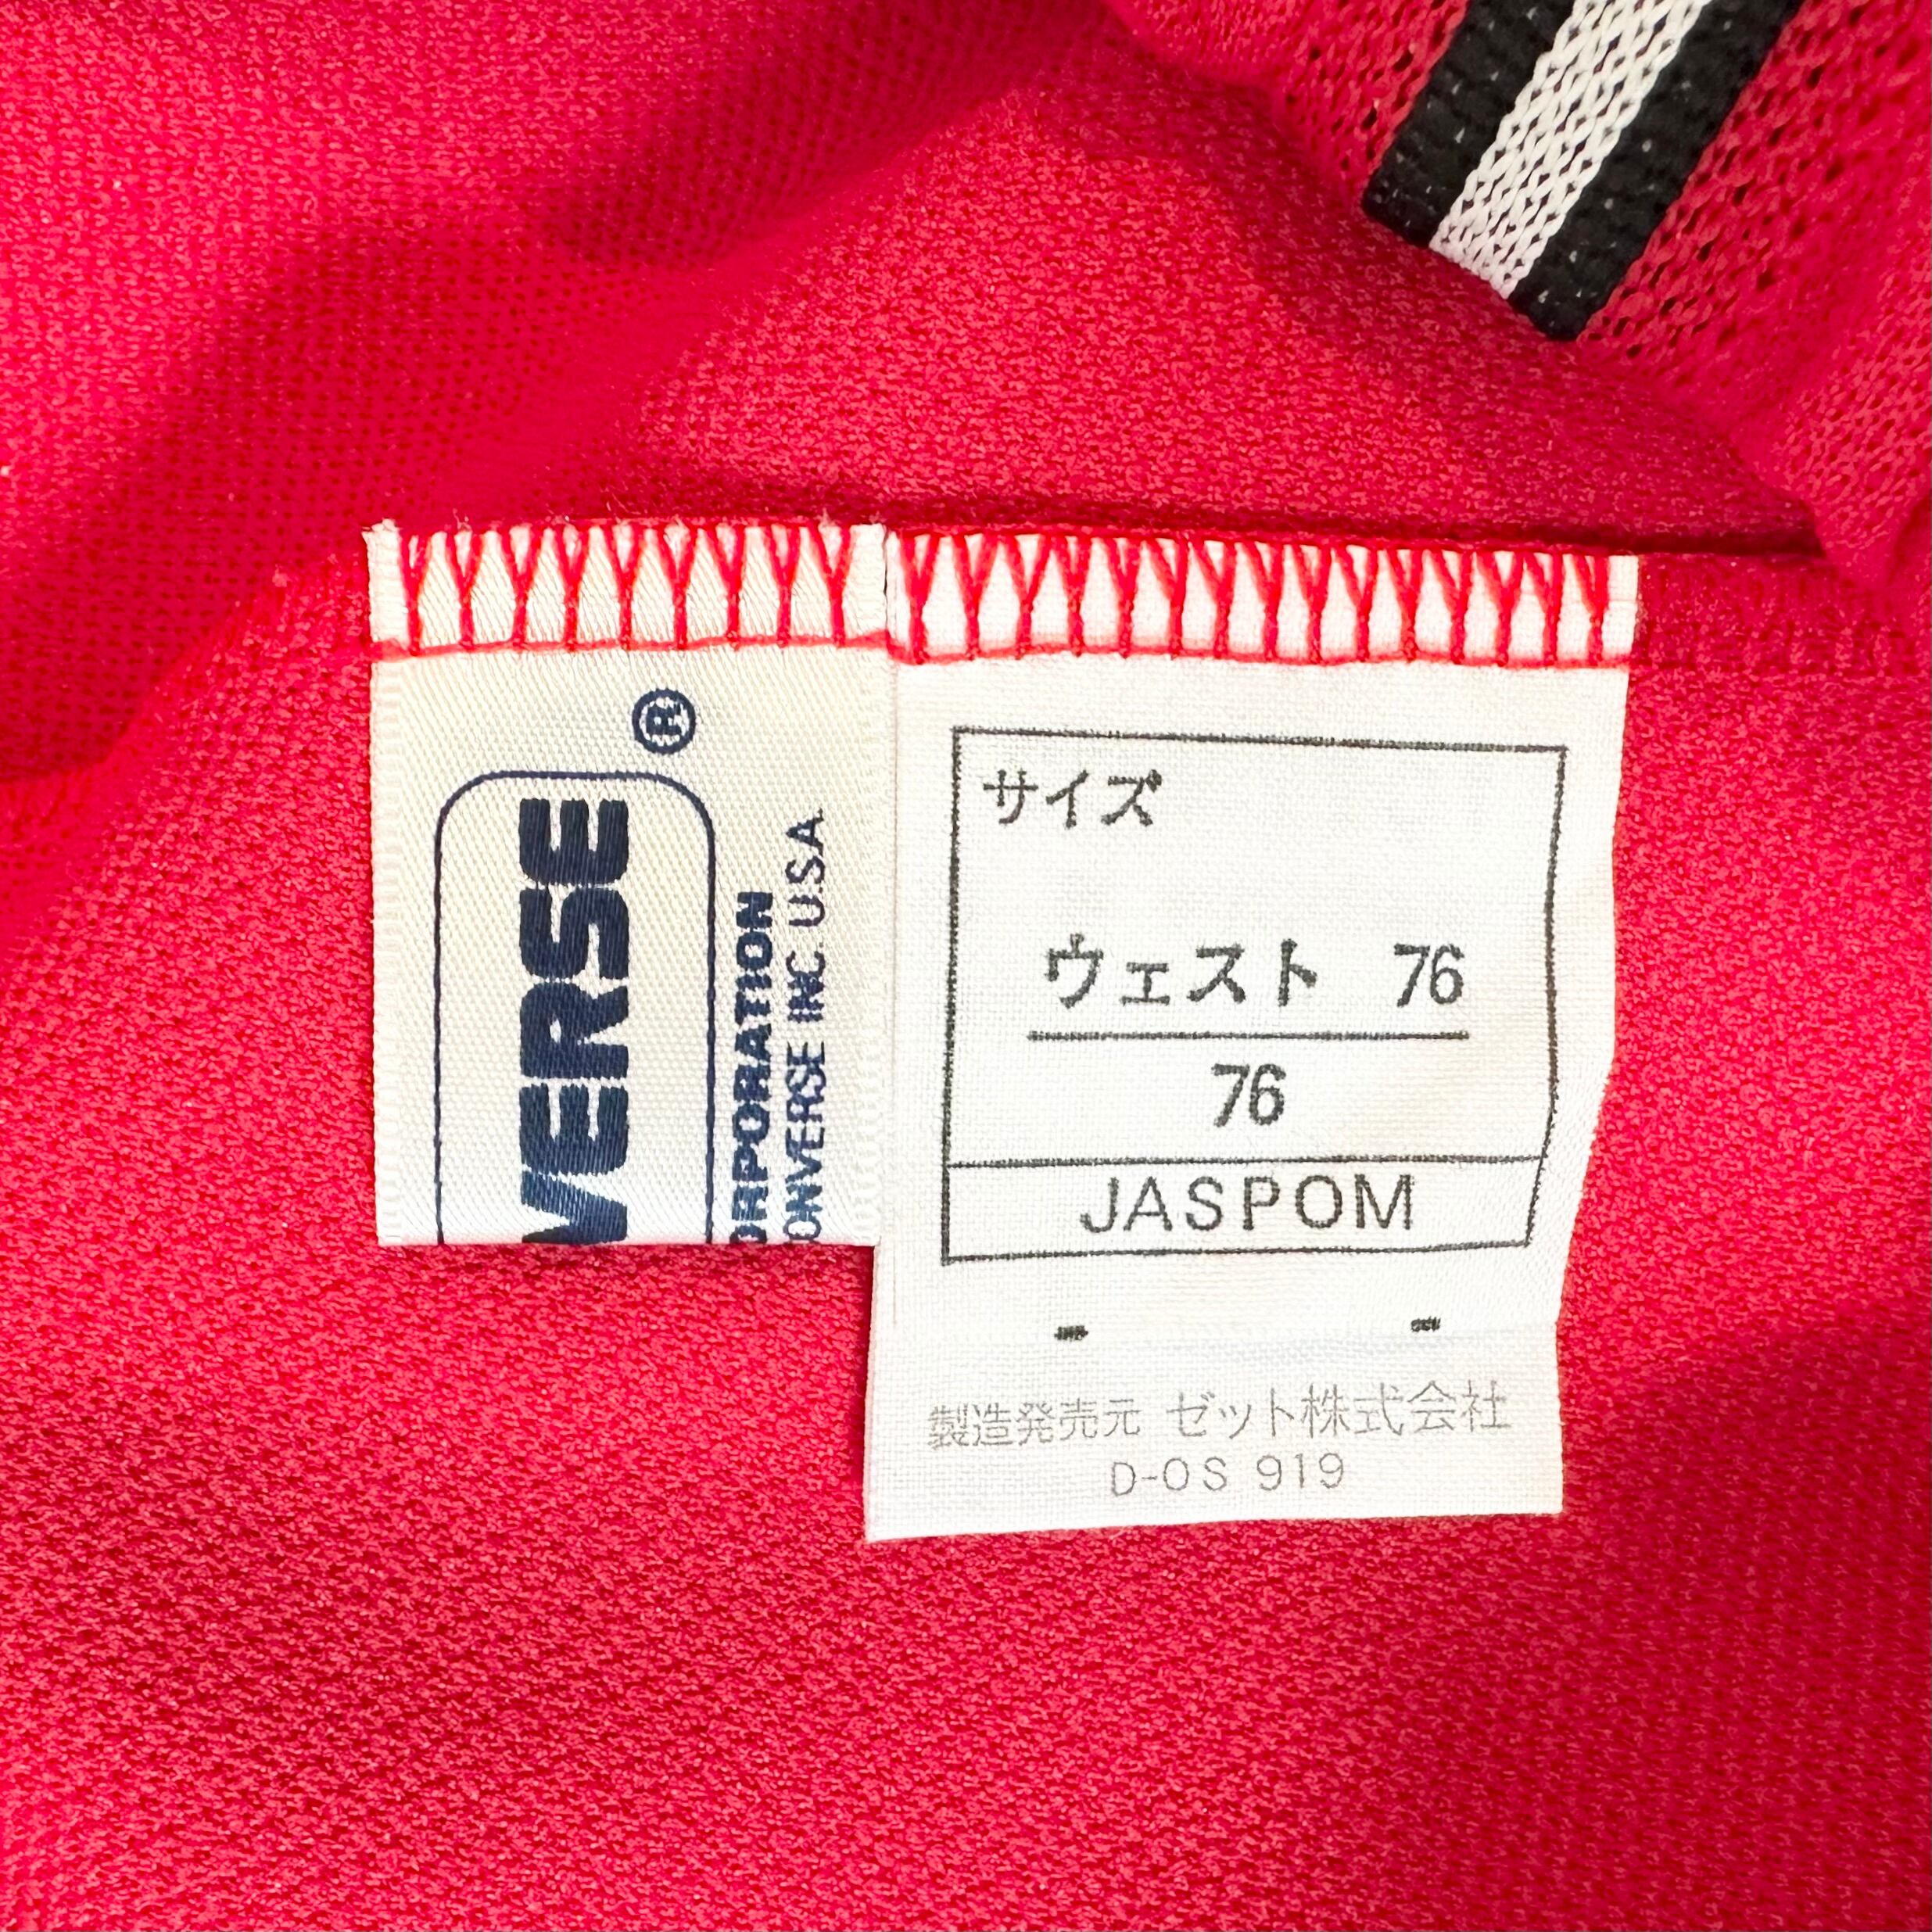 ®
VERSE
ORPORATION
ONVERSE INC. U.S.A.
サイズ
ウェスト 76
76
JASPOM
製造発売元 ゼット株式会社
D-OS 919